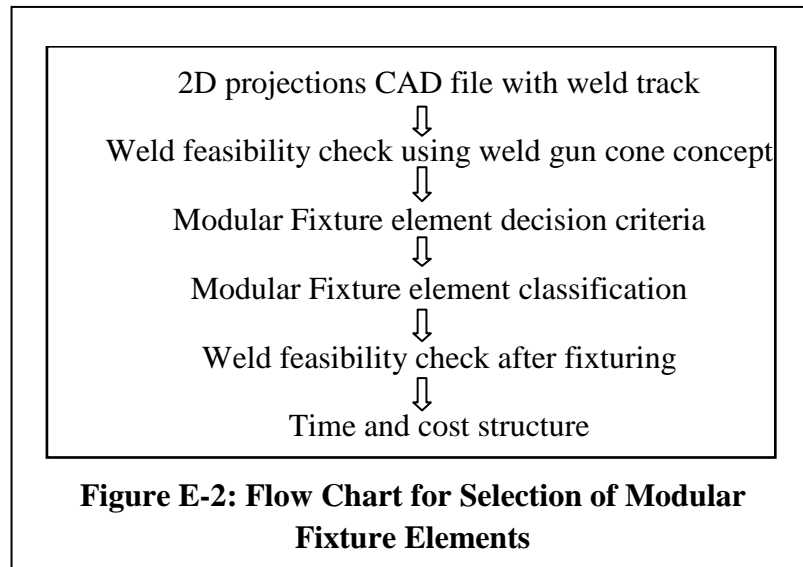 2D projections CAD file with weld track
Weld feasibility check using weld gun cone concept
Modular Fixture element decision criteria
Modular Fixture element classification
Weld feasibility check after fixturing
Time and cost structure
Figure E-2: Flow Chart for Selection of Modular
Fixture Elements